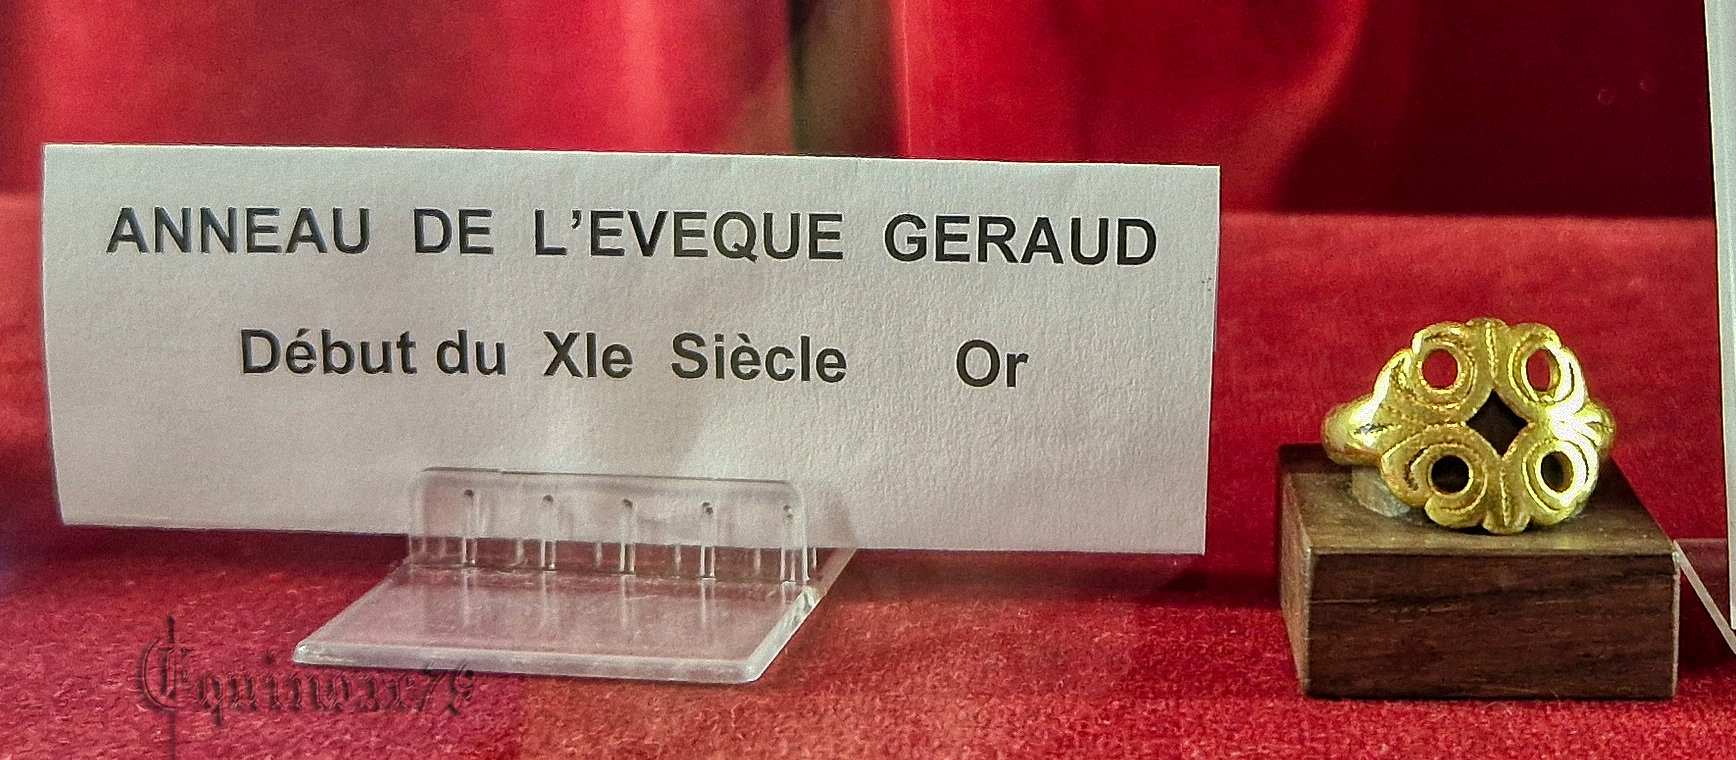 ANNEAU DE L'EVEQUE GERAUD
Début du XIe Siècle Or
Equinoxe79